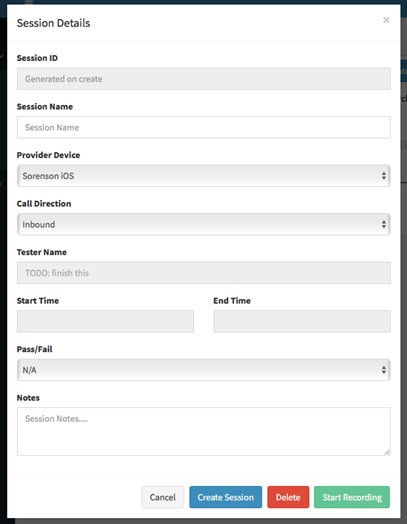 Session Details
×
Session ID
Generated on create
Session Name
Session Name
Provider Device
Sorenson iOS
Call Direction
Inbound
Tester Name
TODO: finish this
Start Time End Time
Pass/Fail
N/A
Notes
Session Notes....
Cancel Create Session Delete Start Recording